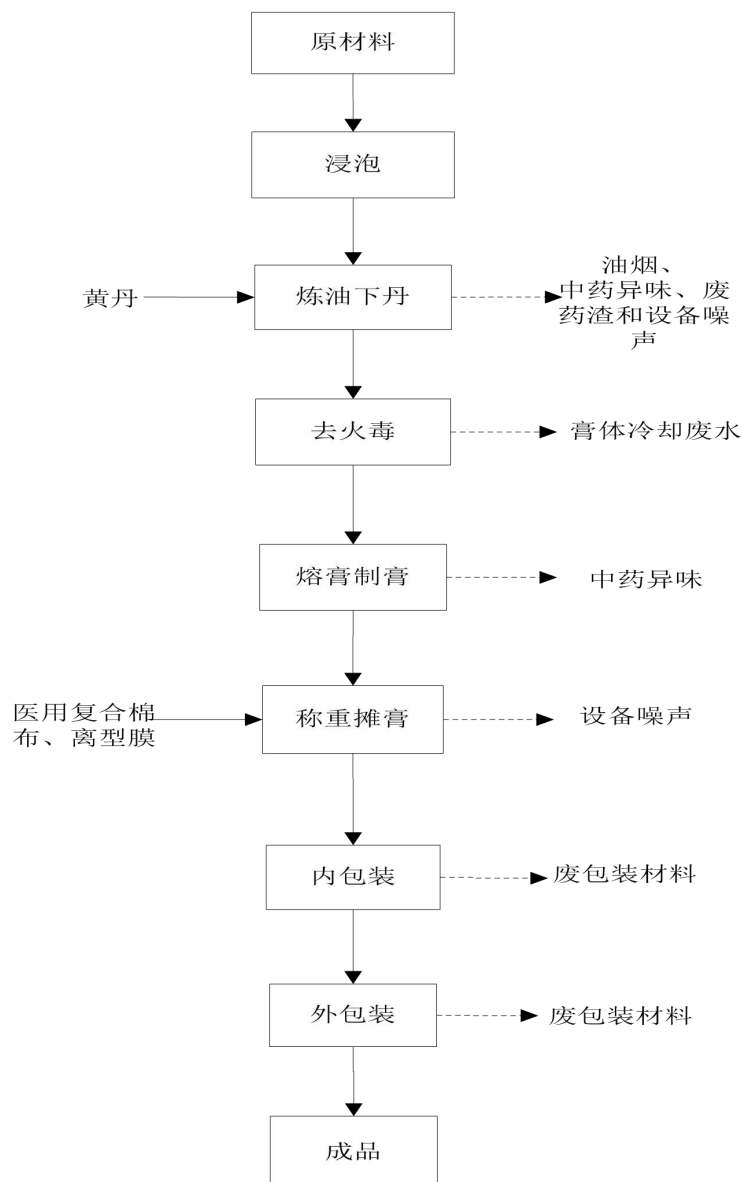 原材料
浸泡
黄丹
炼油下丹
油烟、
中药异味、废
药渣和设备噪
声
去火毒
膏体冷却废水
熔膏制膏
中药异味
医用复合棉
布、离型膜
称重摊膏
设备噪声
内包装
废包装材料
外包装
废包装材料
成品